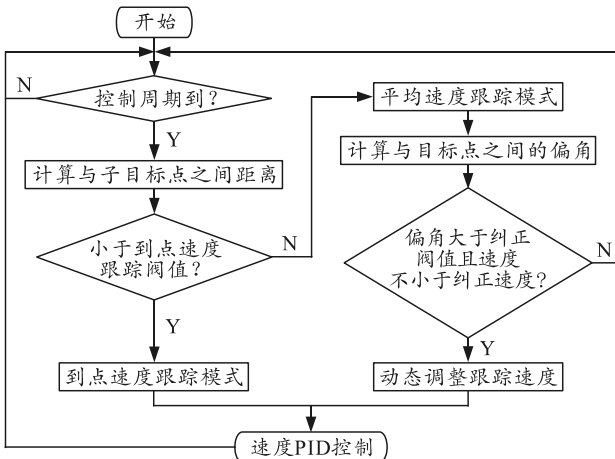 开始
控制周期到?
N
Y
计算与子目标点之间距离
小于到点速度
跟踪阀值?
N
Y
到点速度跟踪模式
平均速度跟踪模式
计算与目标点之间的偏角
偏角大于纠正
阀值且速度
不小于纠正速度?
N
Y
动态调整跟踪速度
速度PID控制